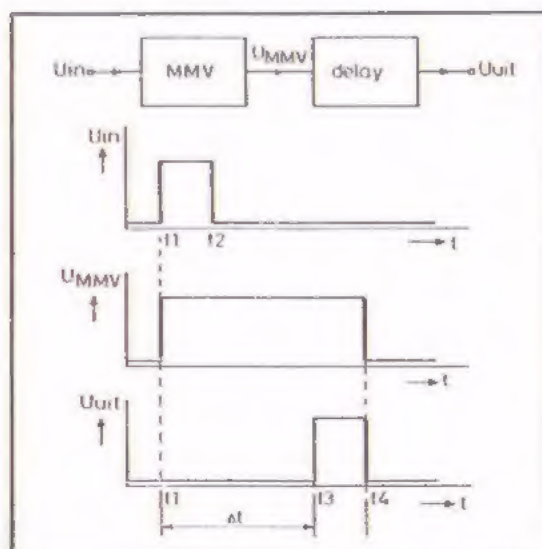 Uin MMV UMMV delay Uuit
Uin
t1 t2 t
UMMV
t
Uuit
t1 t3 t4 t
Δt